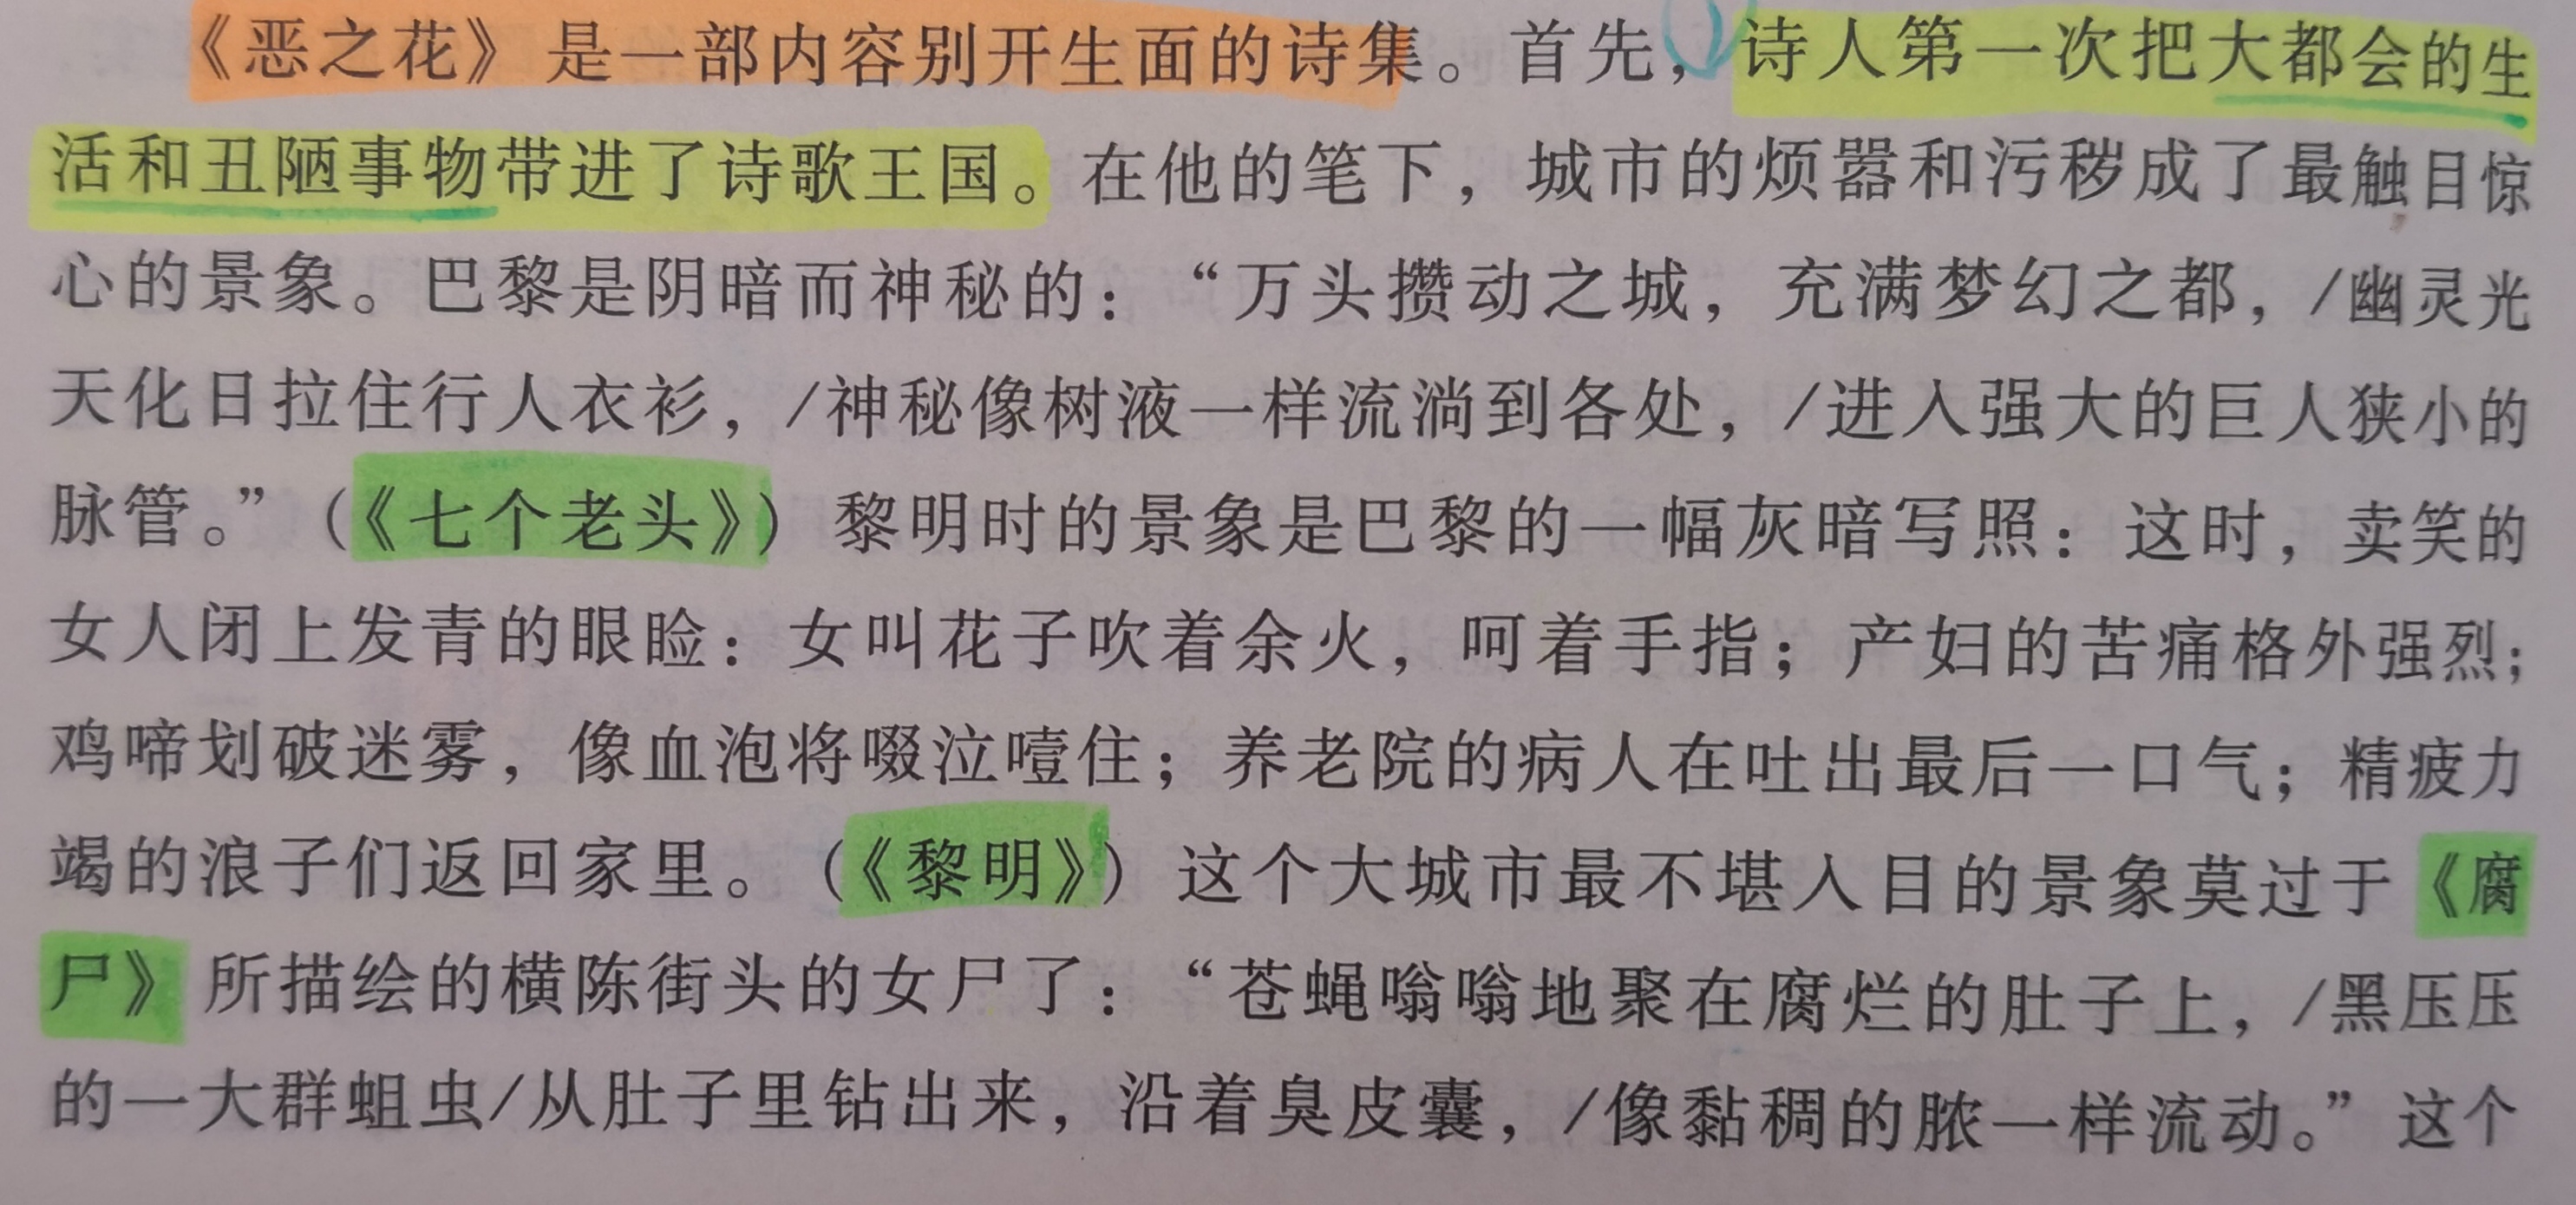 《恶之花》是一部内容别开生面的诗集。首先，诗人第一次把大都会的生
活和丑陋事物带进了诗歌王国。在他的笔下，城市的烦嚣和污秽成了最触目惊
心的景象。巴黎是阴暗而神秘的：“万头攒动之城，充满梦幻之都，/幽灵光
天化日拉住行人衣衫，/神秘像树液一样流淌到各处，/进入强大的巨人狭小的
脉管。”（《七个老头》）黎明时的景象是巴黎的一幅灰暗写照：这时，卖笑的
女人闭上发青的眼睑：女叫花子吹着余火，呵着手指；产妇的苦痛格外强烈；
鸡啼划破迷雾，像血泡将啜泣噎住；养老院的病人在吐出最后一口气；精疲力
竭的浪子们返回家里。（《黎明》）这个大城市最不堪入目的景象莫过于《腐
尸》所描绘的横陈街头的女尸了：“苍蝇嗡嗡地聚在腐烂的肚子上，/黑压压
的一大群蛆虫/从肚子里钻出来，沿着臭皮囊，/像黏稠的脓一样流动。”这个